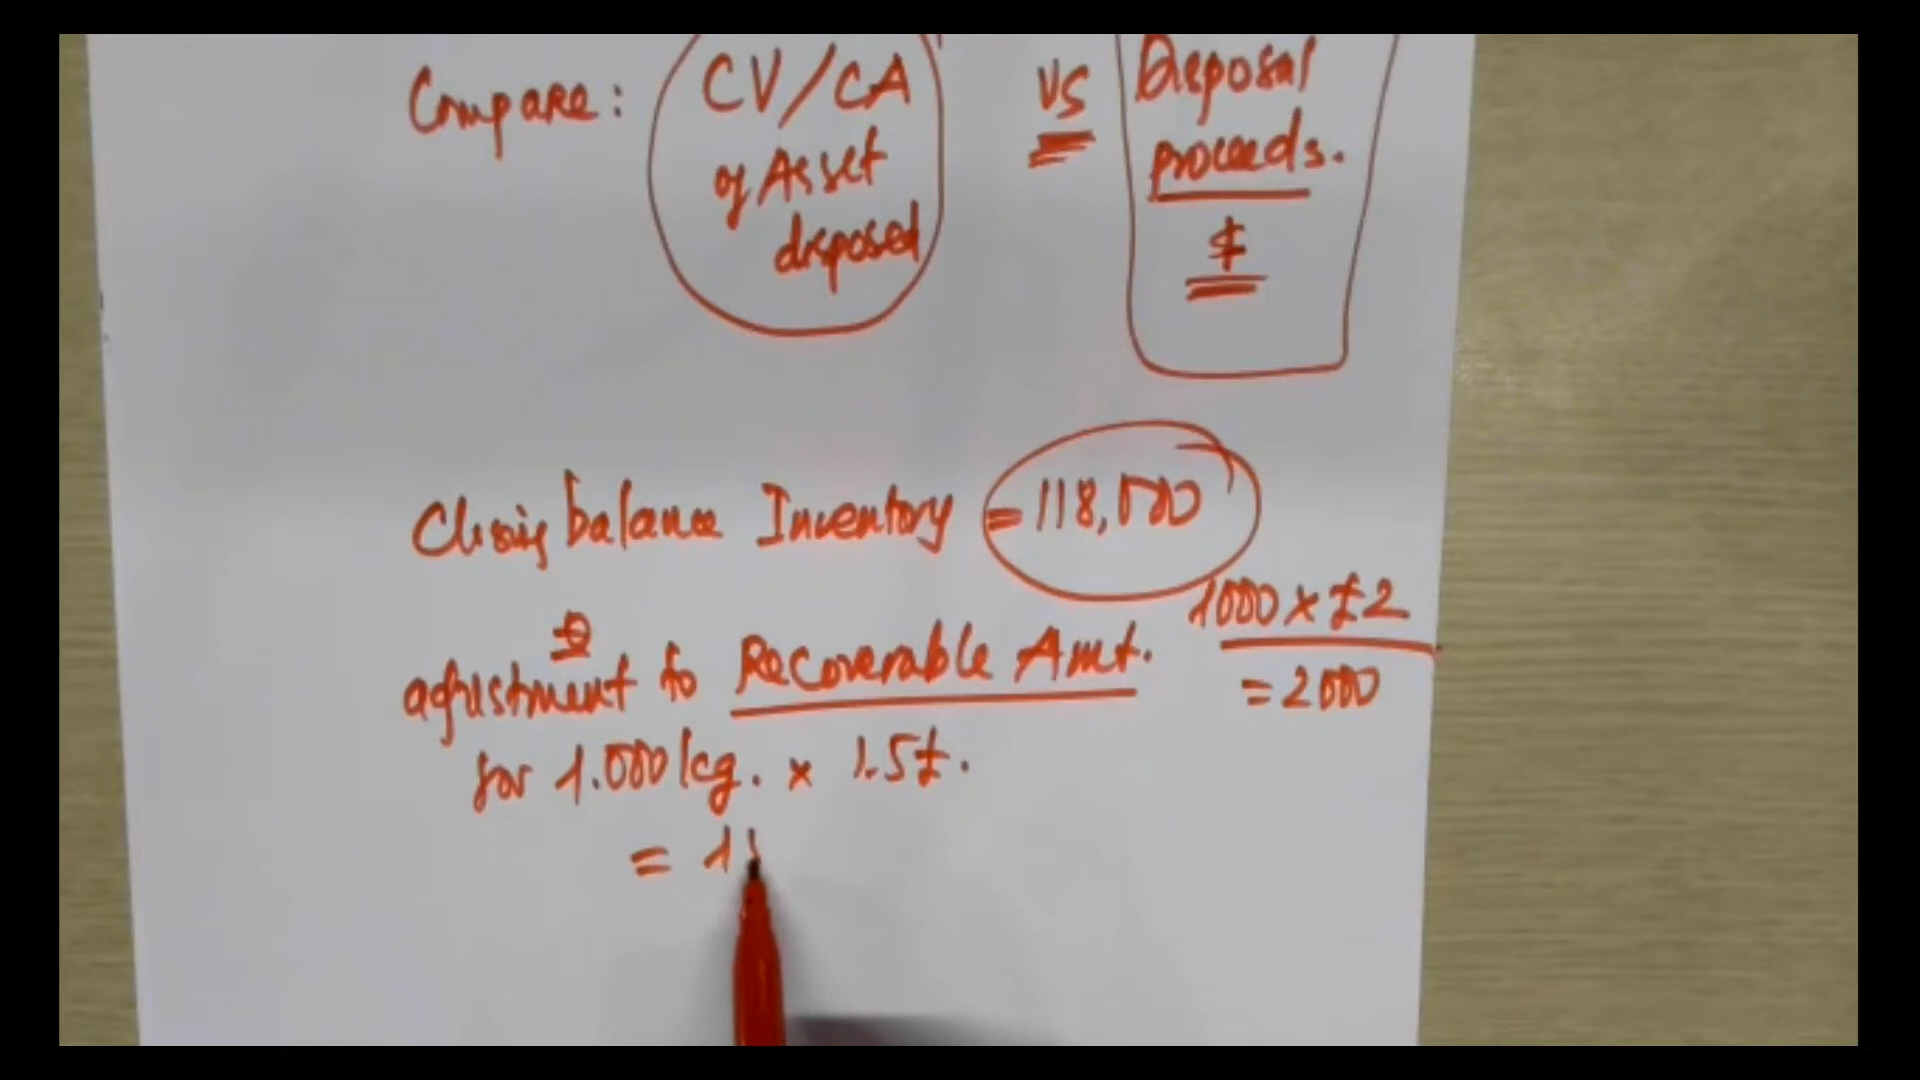 Compare: CV/CA of Asset disposed VS Disposal proceeds. £
Closing balance Inventory = 118,000
1000 x £2
= 2000
adjustment to Recoverable Amt.
for 1.000 kg. x 1.5£.
= 1